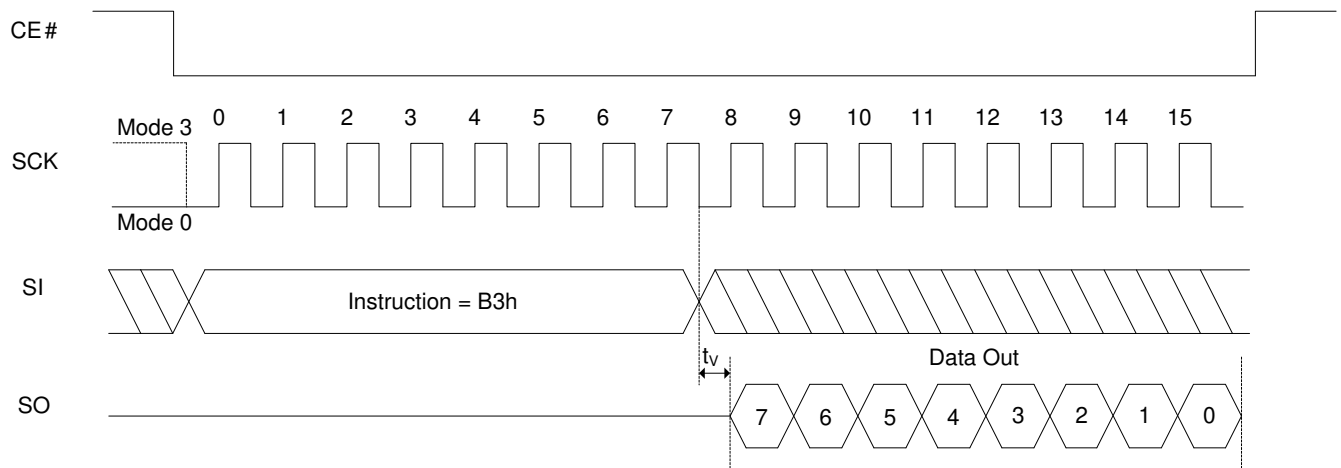 CE#
0 1 2 3 4 5 6 7 8 9 10 11 12 13 14 15
Mode 3
SCK
Mode 0
SI
Instruction = B3h
tV
Data Out
SO
7 6 5 4 3 2 1 0